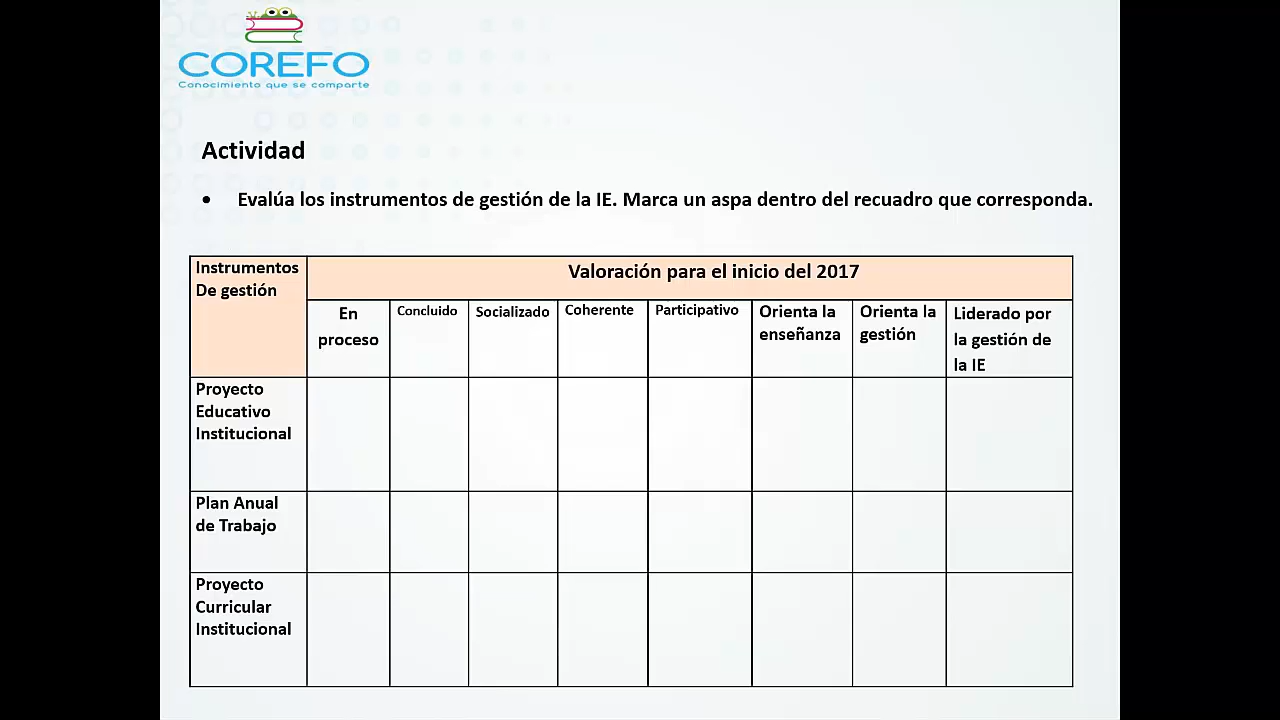 COREFO
Conocimiento que se comparte
Actividad
• Evalúa los instrumentos de gestión de la IE. Marca un aspa dentro del recuadro que corresponda.
Instrumentos
De gestión
Valoración para el inicio del 2017
En
proceso
Concluido
Socializado
Coherente
Participativo
Orienta la
enseñanza
Orienta la
gestión
Liderado por
la gestión de
la IE
Proyecto
Educativo
Institucional
Plan Anual
de Trabajo
Proyecto
Curricular
Institucional